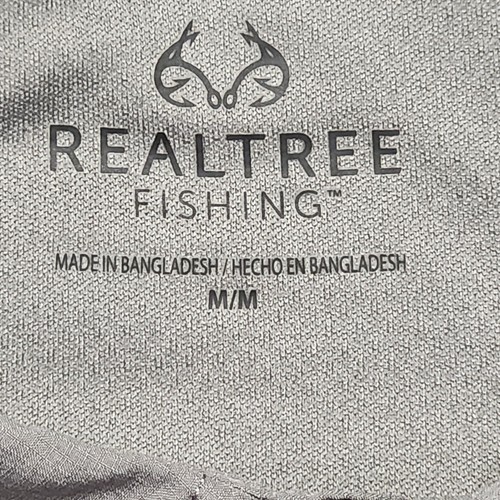 REALTREE
FISHING™
MADE IN BANGLADESH / HECHO EN BANGLADESH
M/M